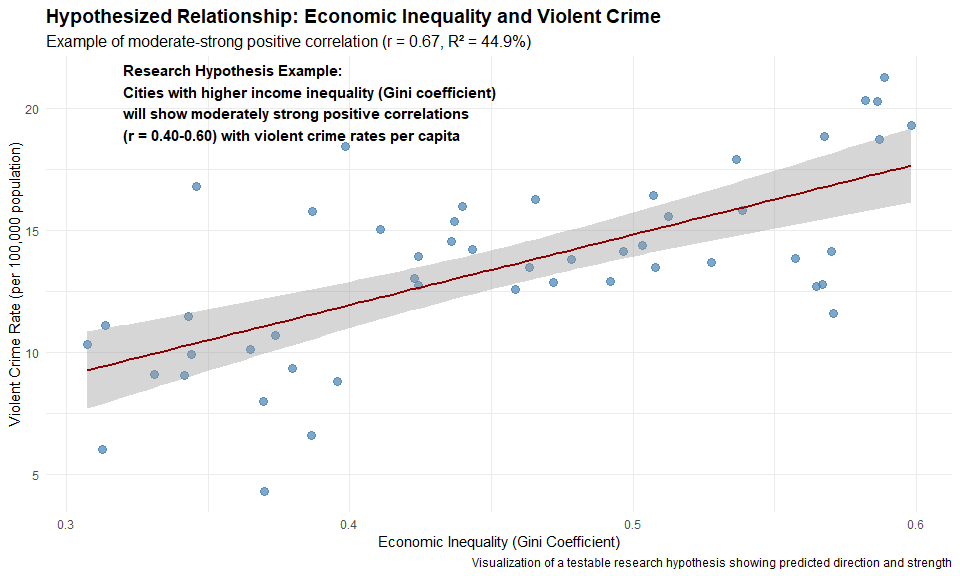 Hypothesized Relationship: Economic Inequality and Violent Crime
Example of moderate-strong positive correlation (r = 0.67, R² = 44.9%)
Research Hypothesis Example:
Cities with higher income inequality (Gini coefficient)
will show moderately strong positive correlations
(r = 0.40-0.60) with violent crime rates per capita
Violent Crime Rate (per 100,000 population)
20
15
10
5
0.3
0.4
0.5
0.6
Economic Inequality (Gini Coefficient)
Visualization of a testable research hypothesis showing predicted direction and strength